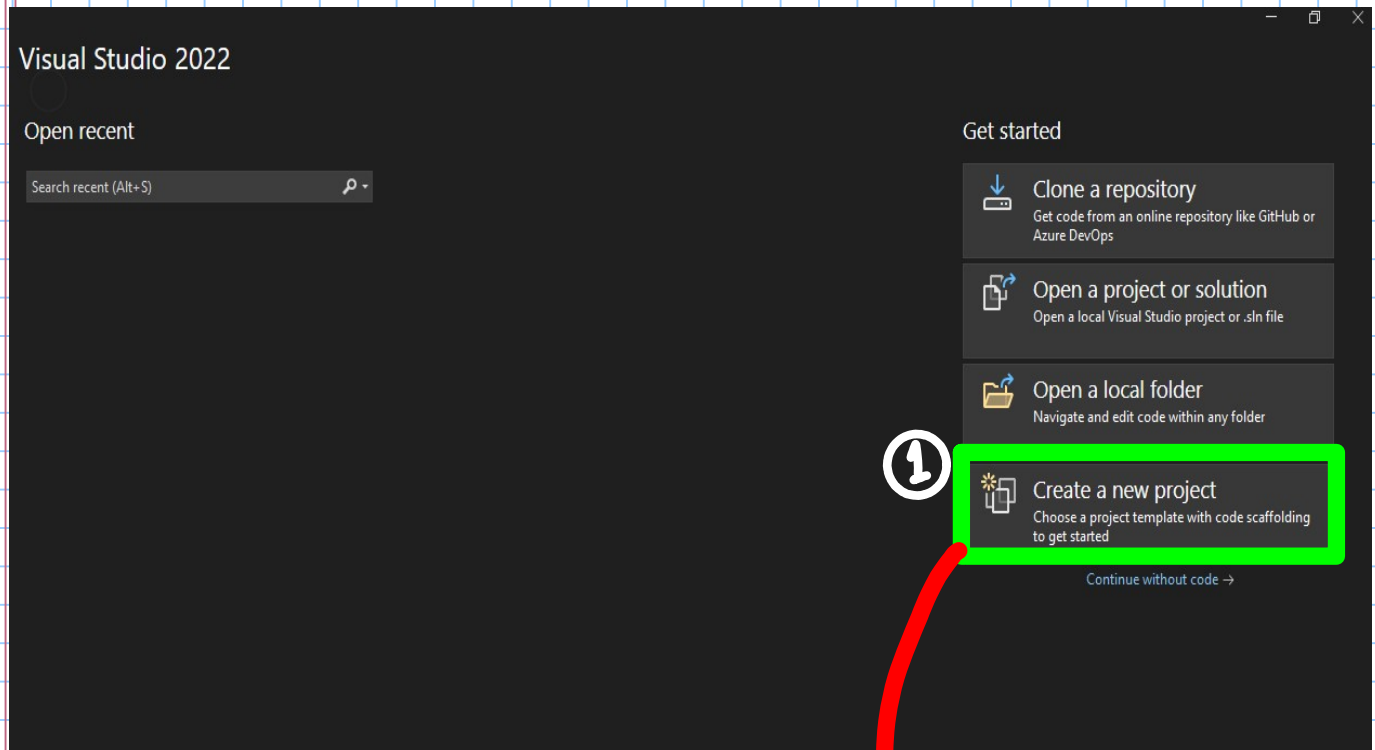 Visual Studio 2022
Open recent
Search recent (Alt+S)
Get started
Clone a repository
Get code from an online repository like GitHub or
Azure DevOps
Open a project or solution
Open a local Visual Studio project or .sln file
Open a local folder
Navigate and edit code within any folder
1
Create a new project
Choose a project template with code scaffolding
to get started
Continue without code →